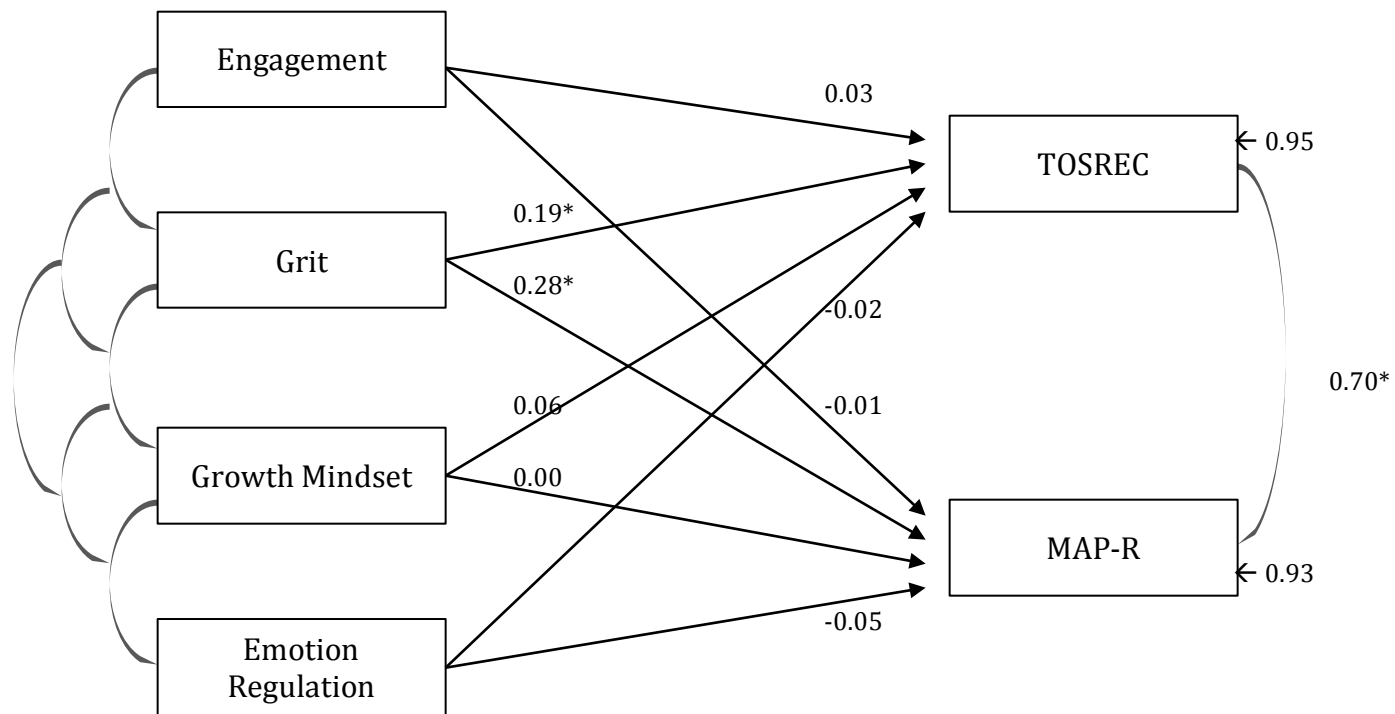 Engagement
0.03
TOSREC
← 0.95
0.19*
Grit
0.28*
-0.02
0.70*
0.06
-0.01
Growth Mindset
0.00
MAP-R
← 0.93
-0.05
Emotion
Regulation